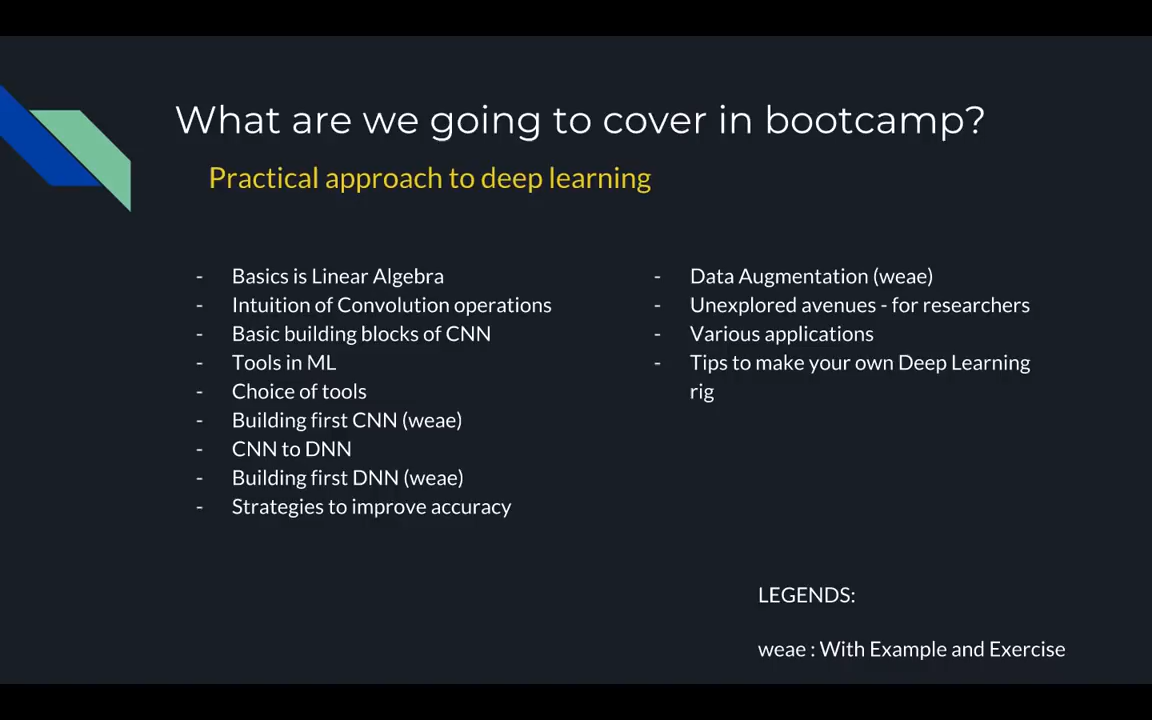 What are we going to cover in bootcamp?
Practical approach to deep learning
- Basics is Linear Algebra
- Intuition of Convolution operations
- Basic building blocks of CNN
- Tools in ML
- Choice of tools
- Building first CNN (weae)
- CNN to DNN
- Building first DNN (weae)
- Strategies to improve accuracy
- Data Augmentation (weae)
- Unexplored avenues - for researchers
- Various applications
- Tips to make your own Deep Learning
rig
LEGENDS:
weae : With Example and Exercise